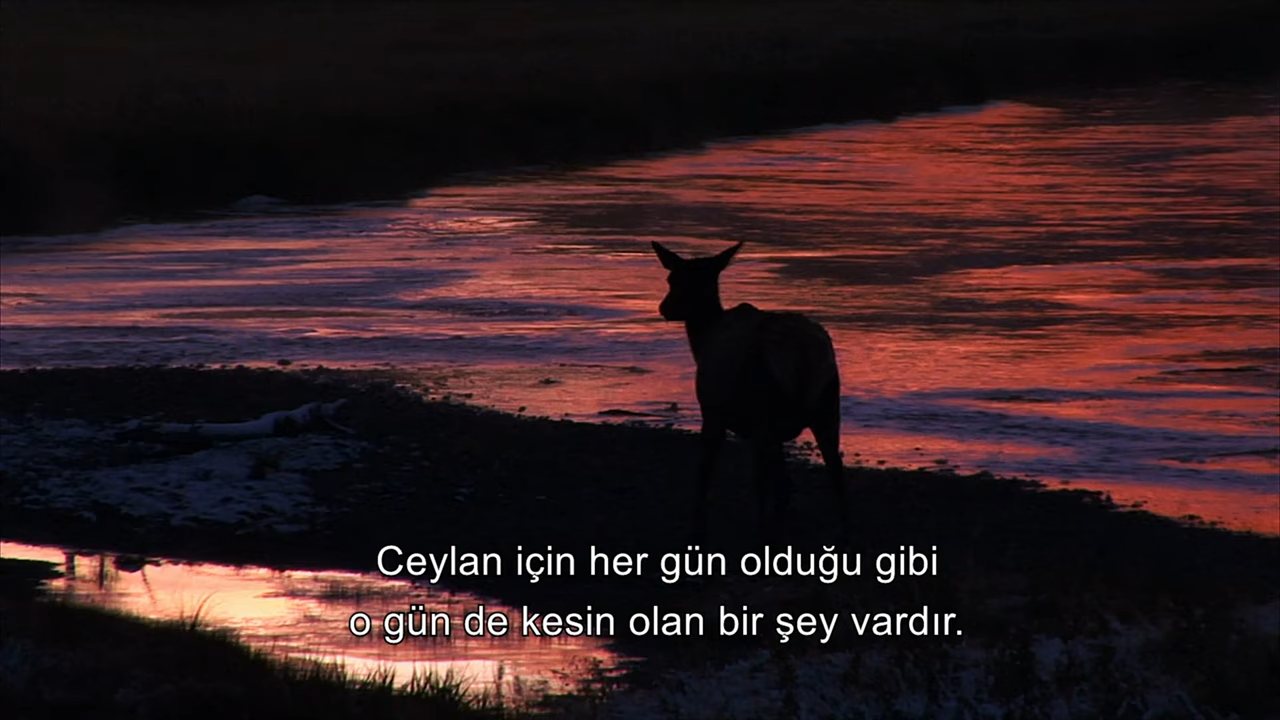 Ceylan için her gün olduğu gibi
o gün de kesin olan bir şey vardır.